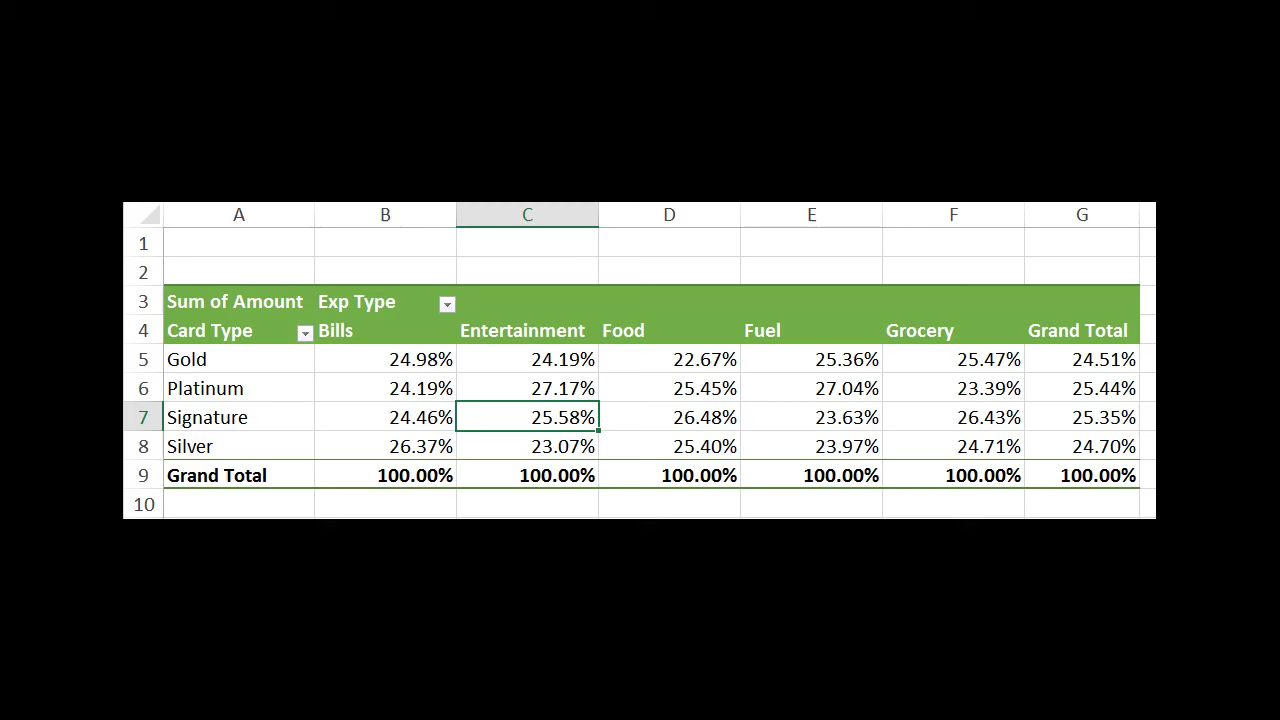 A B C D E F G
1
2
3 Sum of Amount Exp Type
4 Card Type Bills Entertainment Food Fuel Grocery Grand Total
5 Gold 24.98% 24.19% 22.67% 25.36% 25.47% 24.51%
6 Platinum 24.19% 27.17% 25.45% 27.04% 23.39% 25.44%
7 Signature 24.46% 25.58% 26.48% 23.63% 26.43% 25.35%
8 Silver 26.37% 23.07% 25.40% 23.97% 24.71% 24.70%
9 Grand Total 100.00% 100.00% 100.00% 100.00% 100.00% 100.00%
10